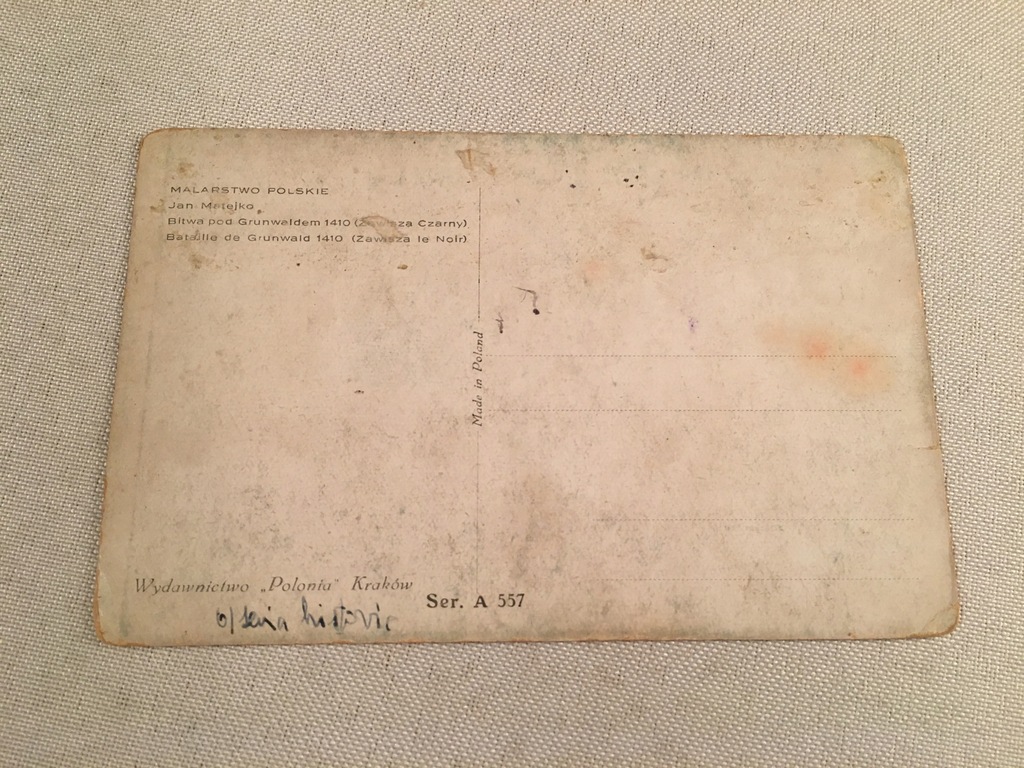 MALARSTWO POLSKIE
Jan Matejko
Bitwa pod Grunwaldem 1410 (Zawisza Czarny)
Bataille de Grunwald 1410 (Zawisza le Noir)
Made in Poland
Wydawnictwo „Polonia" Kraków
Ser. A 557